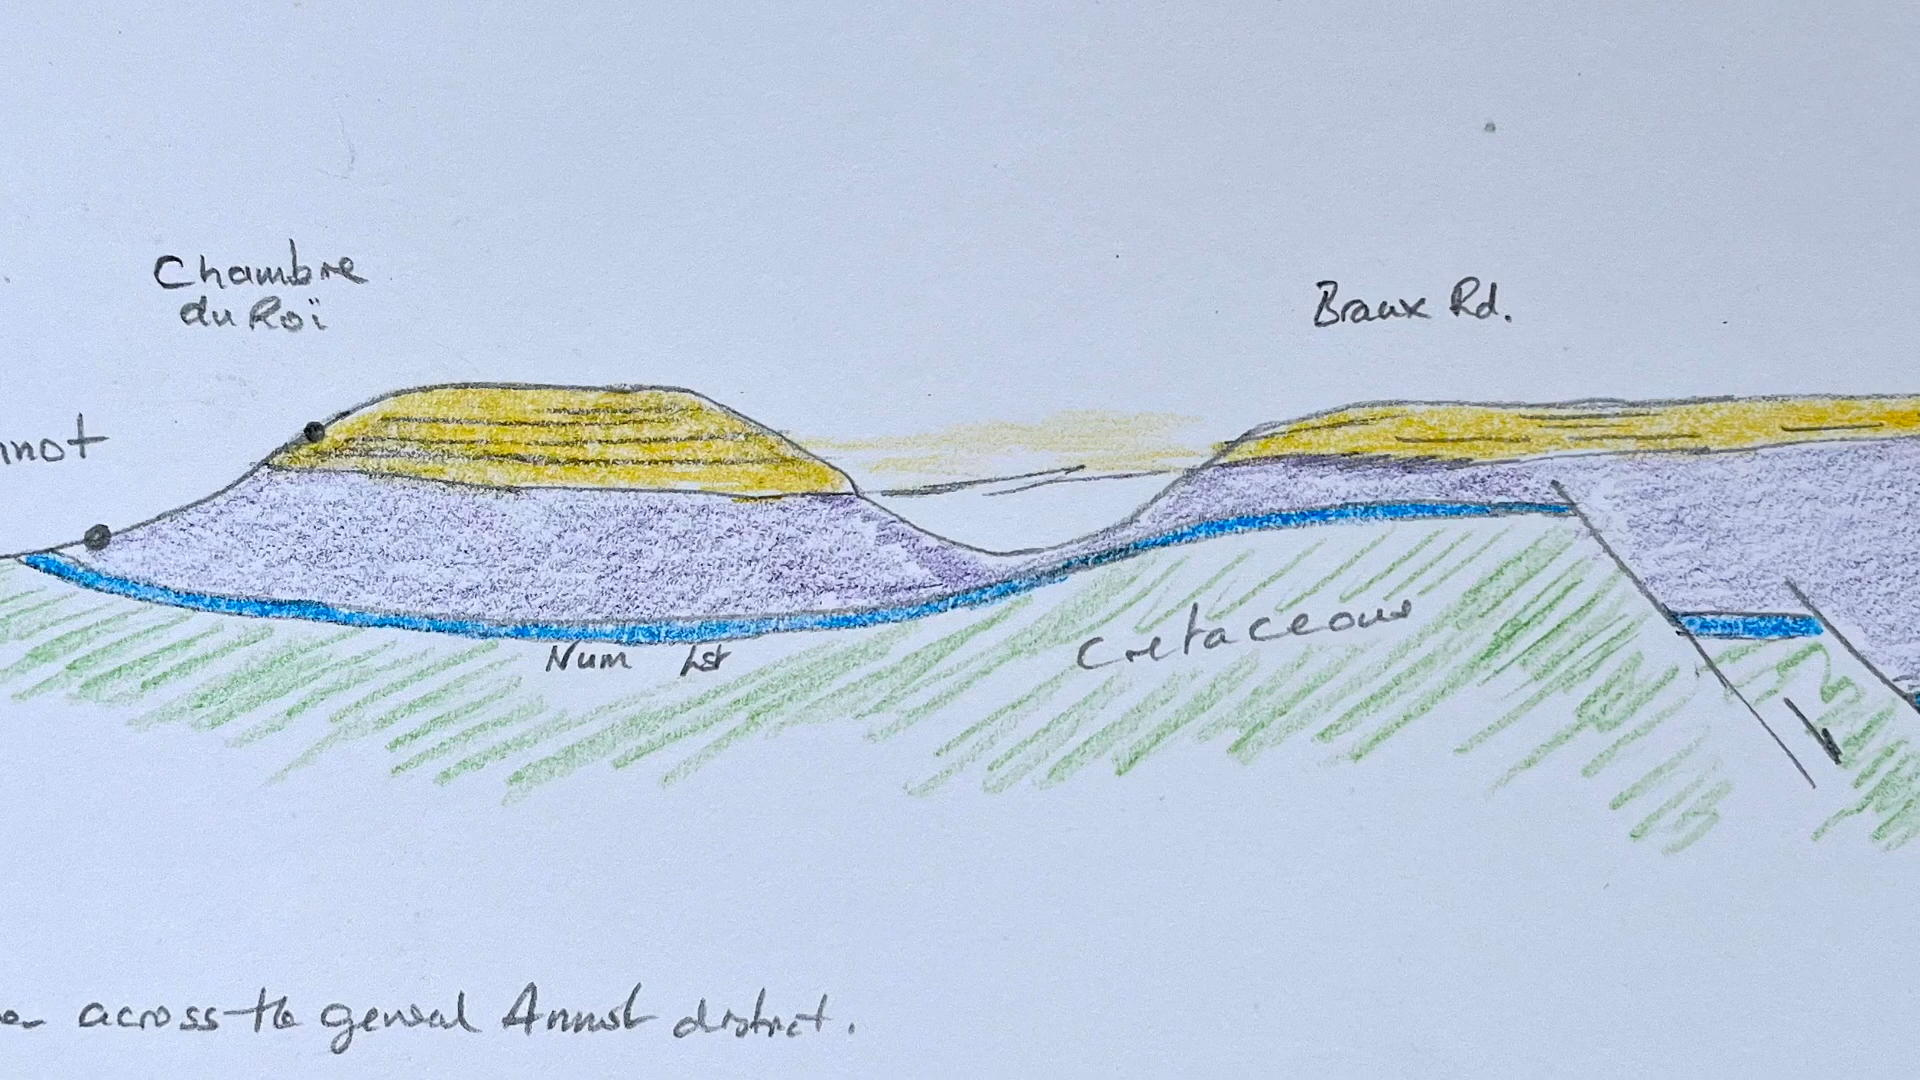 Chambre
du Roï
Braux Rd.
nnot
Num Lst
Cretaceous
across the general Annot district.